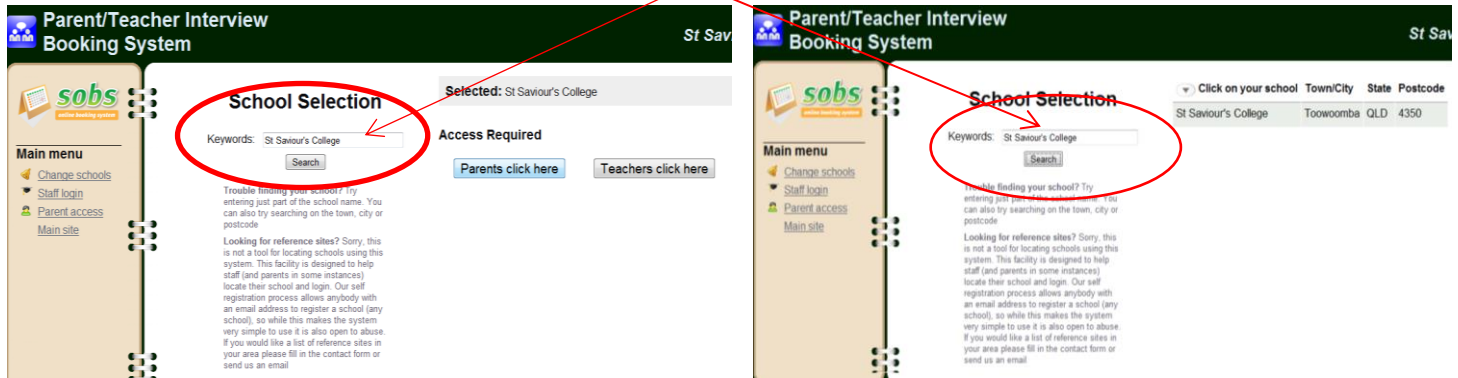 Parent/Teacher Interview
Booking System
St Sav
sobs
online booking system
Main menu
Change schools
Staff login
Parent access
Main site
School Selection
Keywords: St Saviour's College
Search
Trouble finding your school? Try
entering just part of the school name. You
can also try searching on the town, city or
postcode
Looking for reference sites? Sorry, this
is not a tool for locating schools using this
system. This facility is designed to help
staff (and parents in some instances)
locate their school and login. Our self
registration process allows anybody with
an email address to register a school (any
school), so while this makes the system
very simple to use it is also open to abuse.
If you would like a list of reference sites in
your area please fill in the contact form or
send us an email
Selected: St Saviour's College
Access Required
Parents click here
Teachers click here
Parent/Teacher Interview
Booking System
St Sav
sobs
online booking system
Main menu
Change schools
Staff login
Parent access
Main site
School Selection
Keywords: St Saviour's College
Search
Trouble finding your school? Try
entering just part of the school name. You
can also try searching on the town, city or
postcode
Looking for reference sites? Sorry, this
is not a tool for locating schools using this
system. This facility is designed to help
staff (and parents in some instances)
locate their school and login. Our self
registration process allows anybody with
an email address to register a school (any
school), so while this makes the system
very simple to use it is also open to abuse.
If you would like a list of reference sites in
your area please fill in the contact form or
send us an email
Click on your school Town/City State Postcode
St Saviour's College Toowoomba QLD 4350